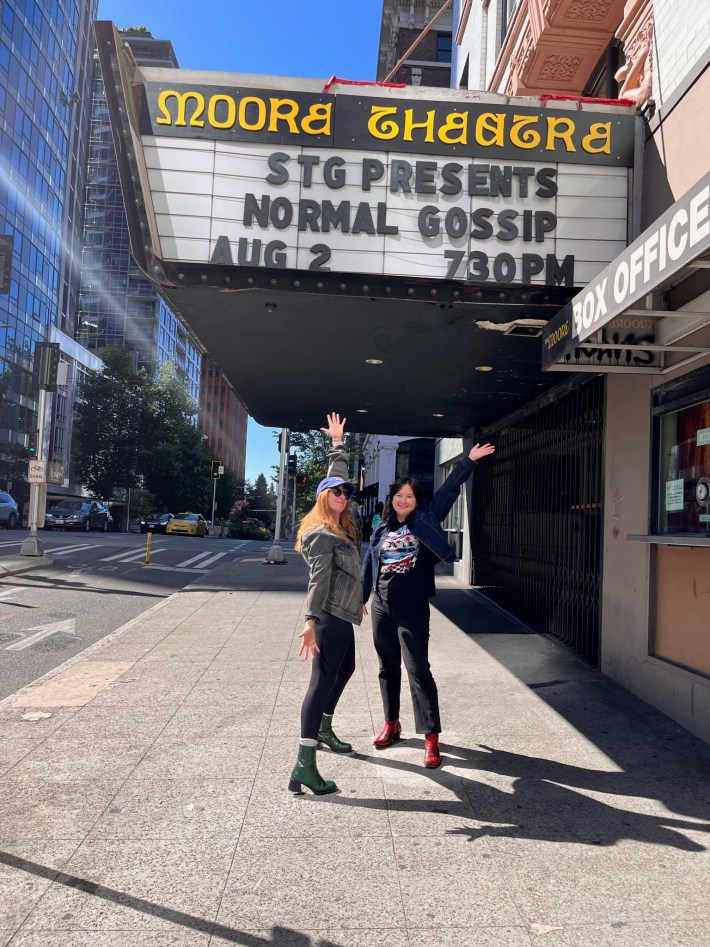 MOORE THEATRE
STG PRESENTS
NORMAL GOSSIP
AUG 2 730PM
BOX OFFICE
MOORE